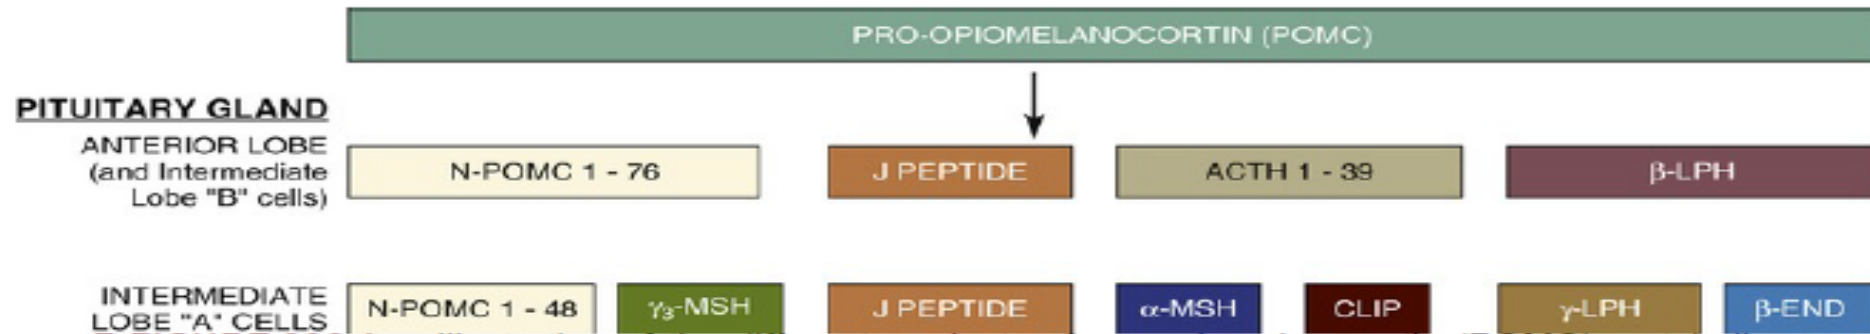 PRO-OPIOMELANOCORTIN (POMC)
PITUITARY GLAND
ANTERIOR LOBE
(and Intermediate
Lobe "B" cells)
N-POMC 1 - 76
J PEPTIDE
ACTH 1 - 39
β-LPH
INTERMEDIATE
LOBE "A" CELLS
N-POMC 1 - 48
γ₃-MSH
J PEPTIDE
α-MSH
CLIP
γ-LPH
β-END